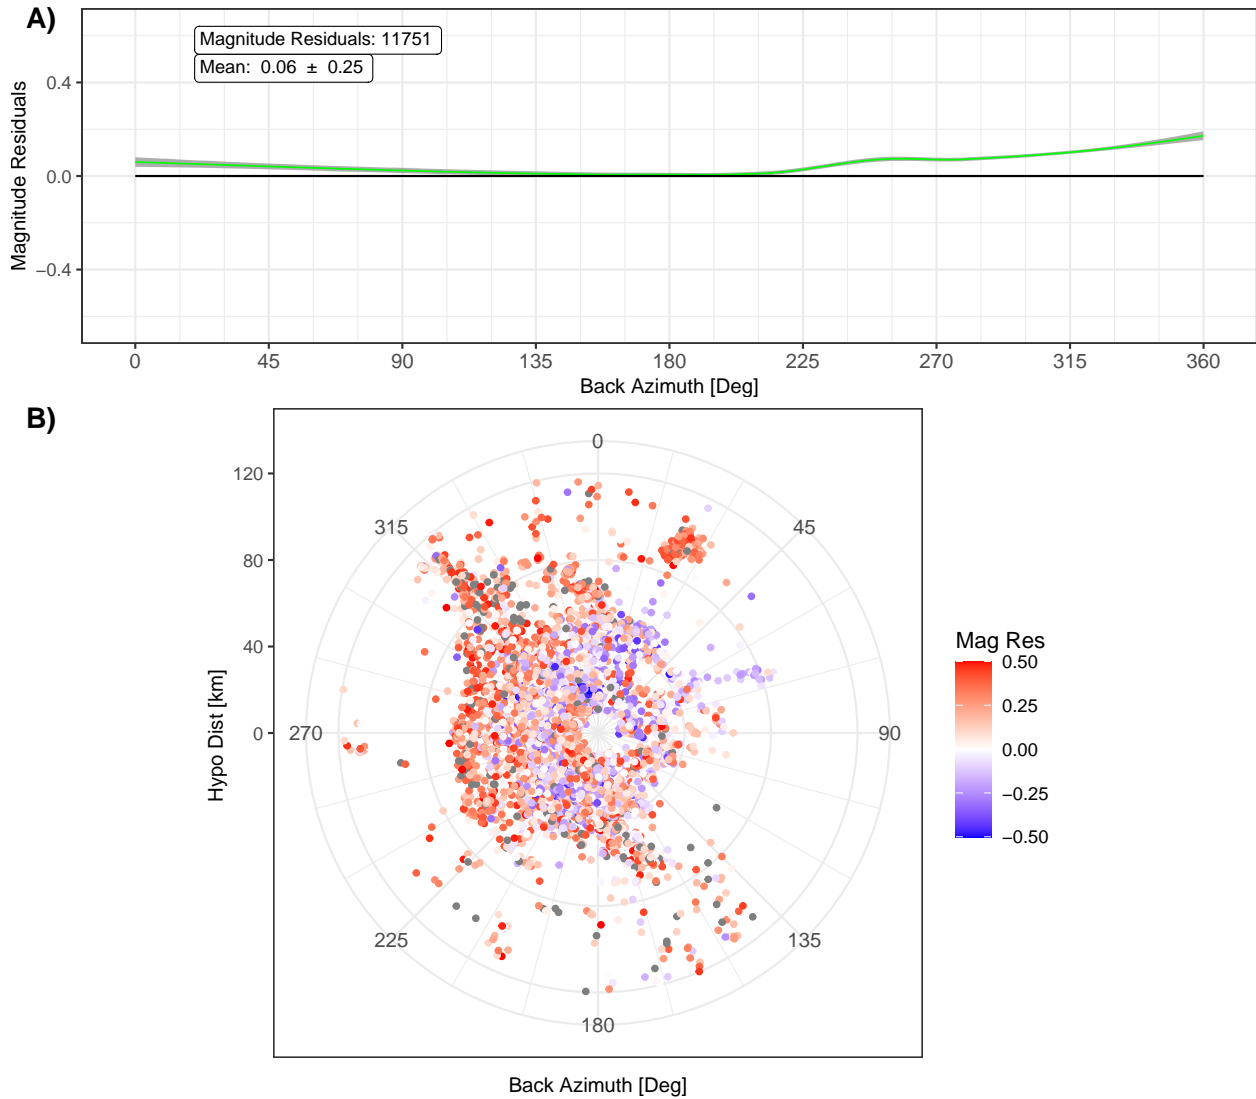 A)
Magnitude Residuals: 11751
Mean: 0.06 ± 0.25
Magnitude Residuals
0.4
0.0
−0.4
0 45 90 135 180 225 270 315 360
Back Azimuth [Deg]
B)
Hypo Dist [km]
120
80
40
0
0
45
90
135
180
225
270
315
Back Azimuth [Deg]
Mag Res
0.50
0.25
0.00
−0.25
−0.50